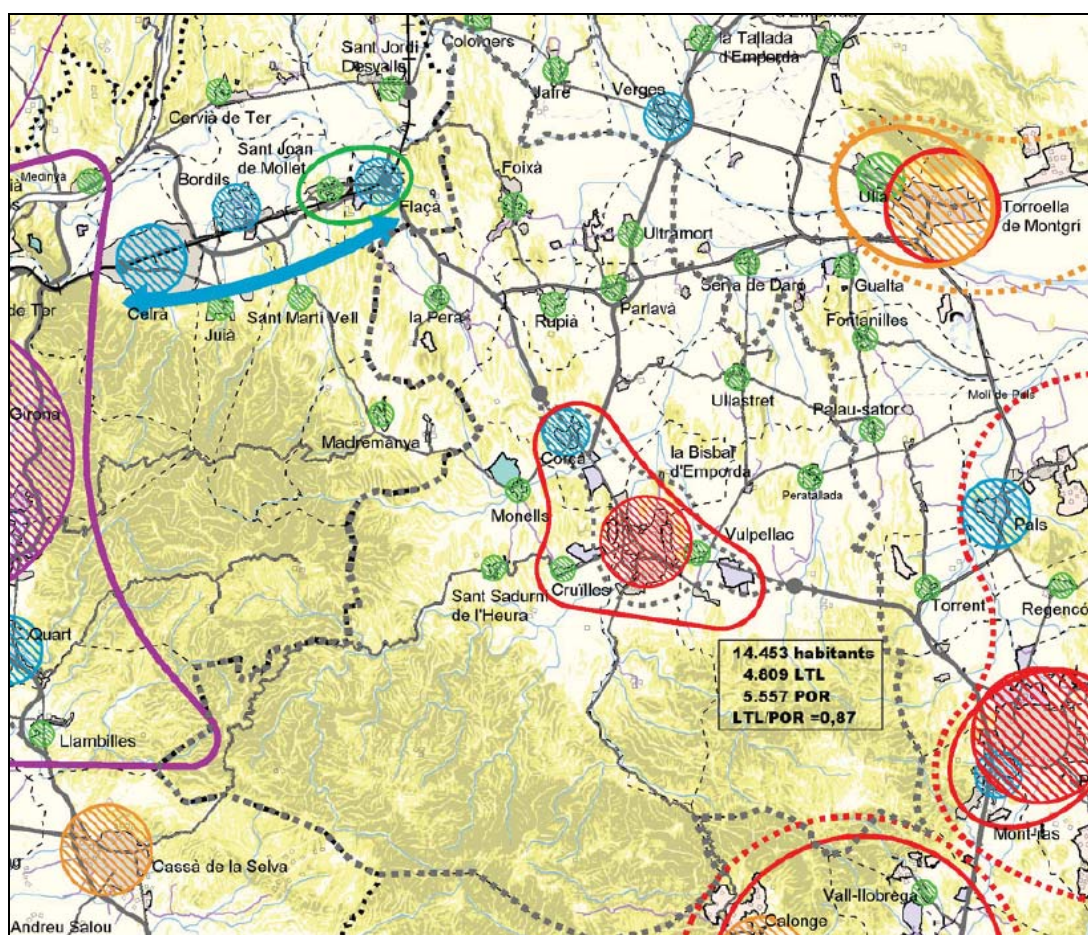 Colomers
la Tallada
d'Empordà
Sant Jordi
Desvalls
Jafre
Verges
Cervià de Ter
Sant Joan
de Mollet
Medinyà
Bordils
Foixà
Ullà
Flaçà
Torroella
de Montgrí
Ultramort
Serva de Daró
Gualta
de Ter
Celrà
Juià
Sant Martí Vell
la Pera
Rupià
Parlavà
Fontanilles
Ullastret
Molí de Pals
Palau-sator
Girona
Madremanya
Corçà
la Bisbal
d'Empordà
Peratallada
Monells
Pals
Vulpellac
Sant Sadurní
de l'Heura
Cruïlles
Torrent
Regencó
Quart
14.453 habitants
4.809 LTL
5.557 POR
LTL/POR =0,87
Llambilles
Mont-ras
Cassà de la Selva
Vall-llobrega
Calonge
Andreu Salou